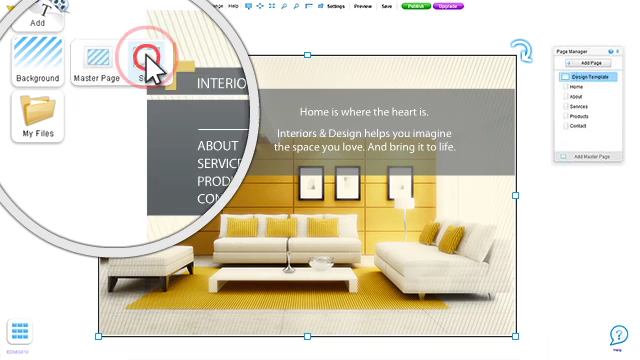 Add
Background
Master Page
My Files
Change
Help
Settings
Preview
Save
Publish
Upgrade
INTERIO
ABOUT
SERVICE
PROD
CON
Home is where the heart is.
Interiors & Design helps you imagine
the space you love. And bring it to life.
Page Manager
Add Page
Design Template
Home
About
Services
Products
Contact
Add Master Page
Help